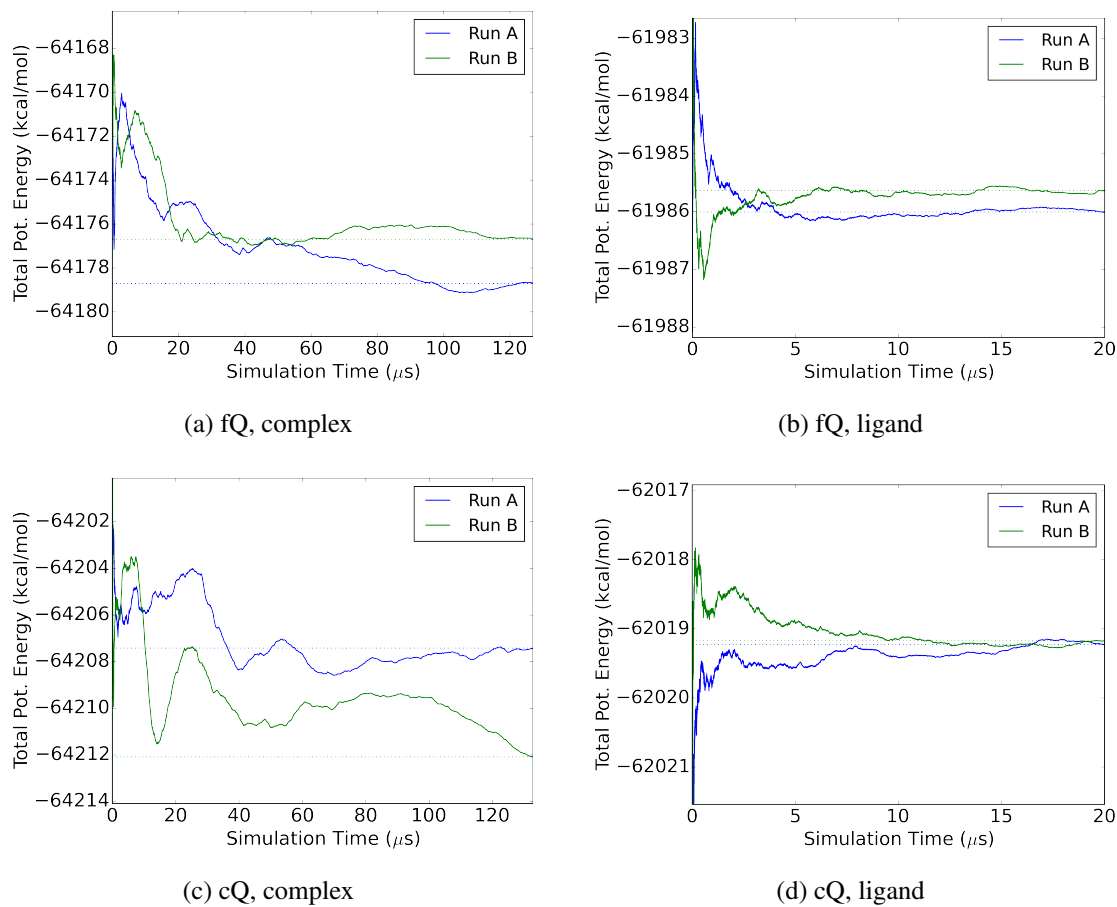 Total Pot. Energy (kcal/mol)
−64168
−64170
−64172
−64174
−64176
−64178
−64180
Run A
Run B
0 20 40 60 80 100 120
Simulation Time (μs)
(a) fQ, complex
Total Pot. Energy (kcal/mol)
−61983
−61984
−61985
−61986
−61987
−61988
Run A
Run B
0 5 10 15 20
Simulation Time (μs)
(b) fQ, ligand
Total Pot. Energy (kcal/mol)
−64202
−64204
−64206
−64208
−64210
−64212
−64214
Run A
Run B
0 20 40 60 80 100 120
Simulation Time (μs)
(c) cQ, complex
Total Pot. Energy (kcal/mol)
−62017
−62018
−62019
−62020
−62021
Run A
Run B
0 5 10 15 20
Simulation Time (μs)
(d) cQ, ligand